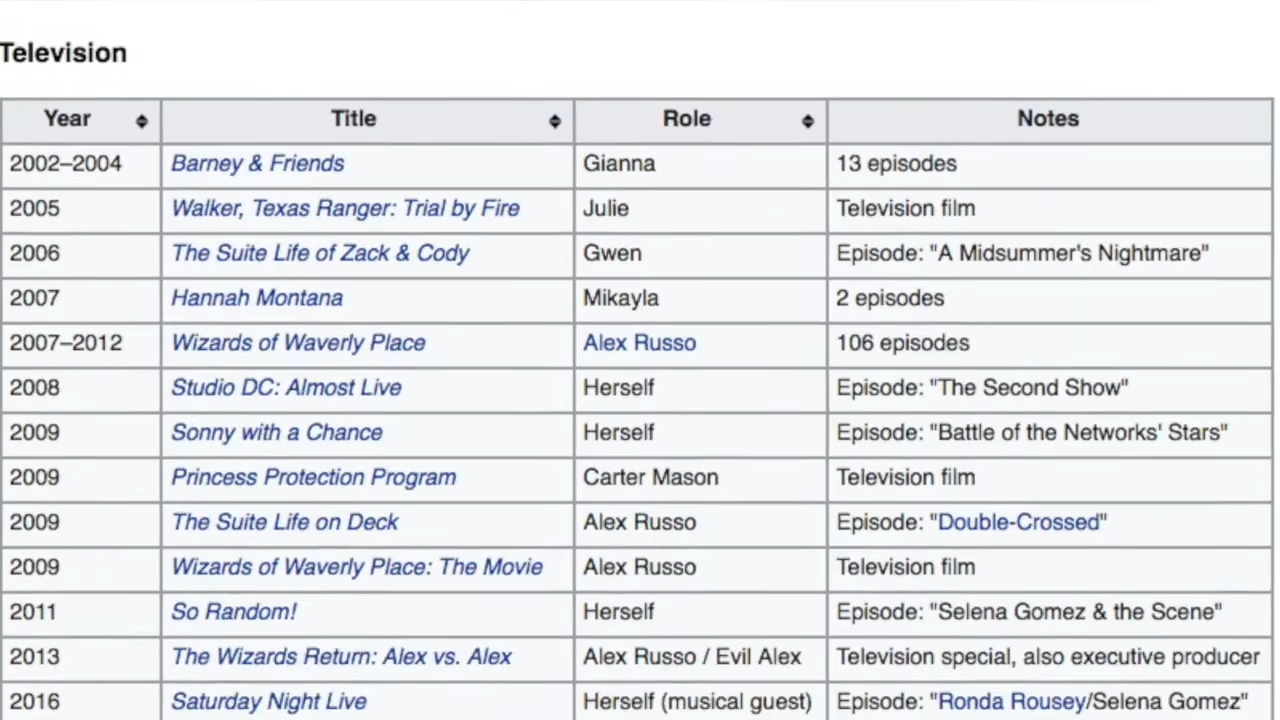 Television
Year Title Role Notes
2002–2004 Barney & Friends Gianna 13 episodes
2005 Walker, Texas Ranger: Trial by Fire Julie Television film
2006 The Suite Life of Zack & Cody Gwen Episode: "A Midsummer's Nightmare"
2007 Hannah Montana Mikayla 2 episodes
2007–2012 Wizards of Waverly Place Alex Russo 106 episodes
2008 Studio DC: Almost Live Herself Episode: "The Second Show"
2009 Sonny with a Chance Herself Episode: "Battle of the Networks' Stars"
2009 Princess Protection Program Carter Mason Television film
2009 The Suite Life on Deck Alex Russo Episode: "Double-Crossed"
2009 Wizards of Waverly Place: The Movie Alex Russo Television film
2011 So Random! Herself Episode: "Selena Gomez & the Scene"
2013 The Wizards Return: Alex vs. Alex Alex Russo / Evil Alex Television special, also executive producer
2016 Saturday Night Live Herself (musical guest) Episode: "Ronda Rousey/Selena Gomez"